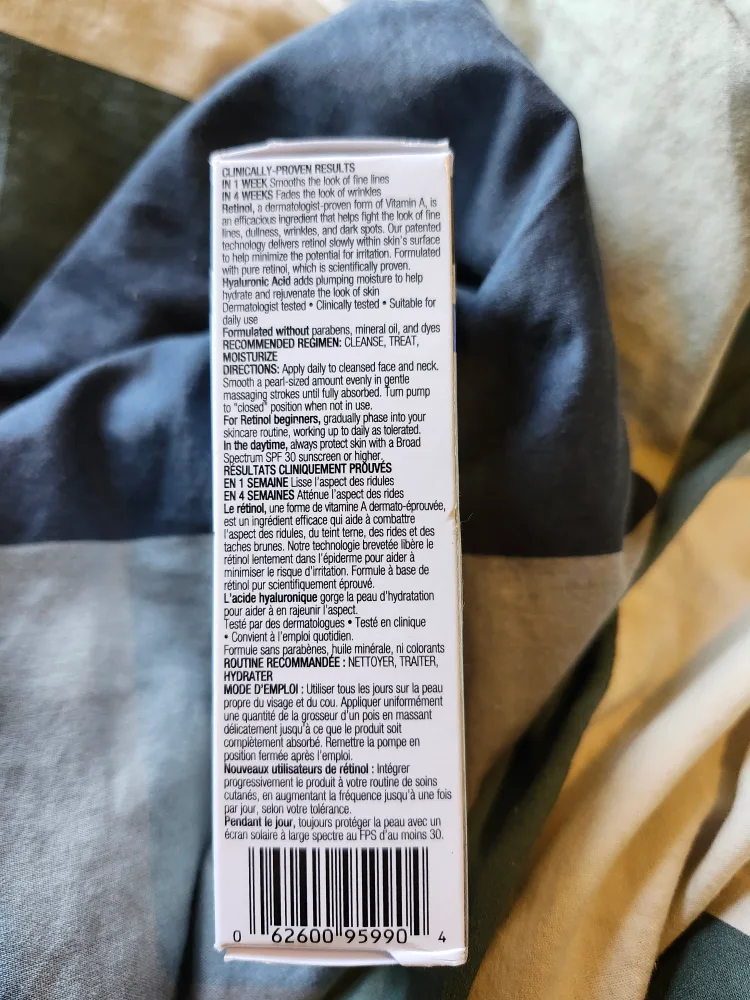 CLINICALLY-PROVEN RESULTS
IN 1 WEEK Smooths the look of fine lines
IN 4 WEEKS Fades the look of wrinkles
Retinol, a dermatologist-proven form of Vitamin A, is
an efficacious ingredient that helps fight the look of fine
lines, dullness, wrinkles, and dark spots. Our patented
technology delivers retinol slowly within skin's surface
to help minimize the potential for irritation. Formulated
with pure retinol, which is scientifically proven.
Hyaluronic Acid adds plumping moisture to help
hydrate and rejuvenate the look of skin
Dermatologist tested • Clinically tested • Suitable for
daily use
Formulated without parabens, mineral oil, and dyes
RECOMMENDED REGIMEN: CLEANSE, TREAT,
MOISTURIZE
DIRECTIONS: Apply daily to cleansed face and neck.
Smooth a pearl-sized amount evenly in gentle
massaging strokes until fully absorbed. Turn pump
to "closed" position when not in use.
For Retinol beginners, gradually phase into your
skincare routine, working up to daily as tolerated.
In the daytime, always protect skin with a Broad
Spectrum SPF 30 sunscreen or higher.
RÉSULTATS CLINIQUEMENT PROUVÉS
EN 1 SEMAINE Lisse l'aspect des ridules
EN 4 SEMAINES Atténue l'aspect des rides
Le rétinol, une forme de vitamine A dermato-éprouvée,
est un ingrédient efficace qui aide à combattre
l'aspect des ridules, du teint terne, des rides et des
taches brunes. Notre technologie brevetée libère le
rétinol lentement dans l'épiderme pour aider à
minimiser le risque d'irritation. Formule à base de
rétinol pur scientifiquement éprouvé.
L'acide hyaluronique gorge la peau d'hydratation
pour aider à en rajeunir l'aspect.
Testé par des dermatologues • Testé en clinique
• Convient à l'emploi quotidien.
Formule sans parabènes, huile minérale, ni colorants
ROUTINE RECOMMANDÉE : NETTOYER, TRAITER,
HYDRATER
MODE D'EMPLOI : Utiliser tous les jours sur la peau
propre du visage et du cou. Appliquer uniformément
une quantité de la grosseur d'un pois en massant
délicatement jusqu'à ce que le produit soit
complètement absorbé. Remettre la pompe en
position fermée après l'emploi.
Nouveaux utilisateurs de rétinol : Intégrer
progressivement le produit à votre routine de soins
cutanés, en augmentant la fréquence jusqu'à une fois
par jour, selon votre tolérance.
Pendant le jour, toujours protéger la peau avec un
écran solaire à large spectre au FPS d'au moins 30.
0 62600 95990 4